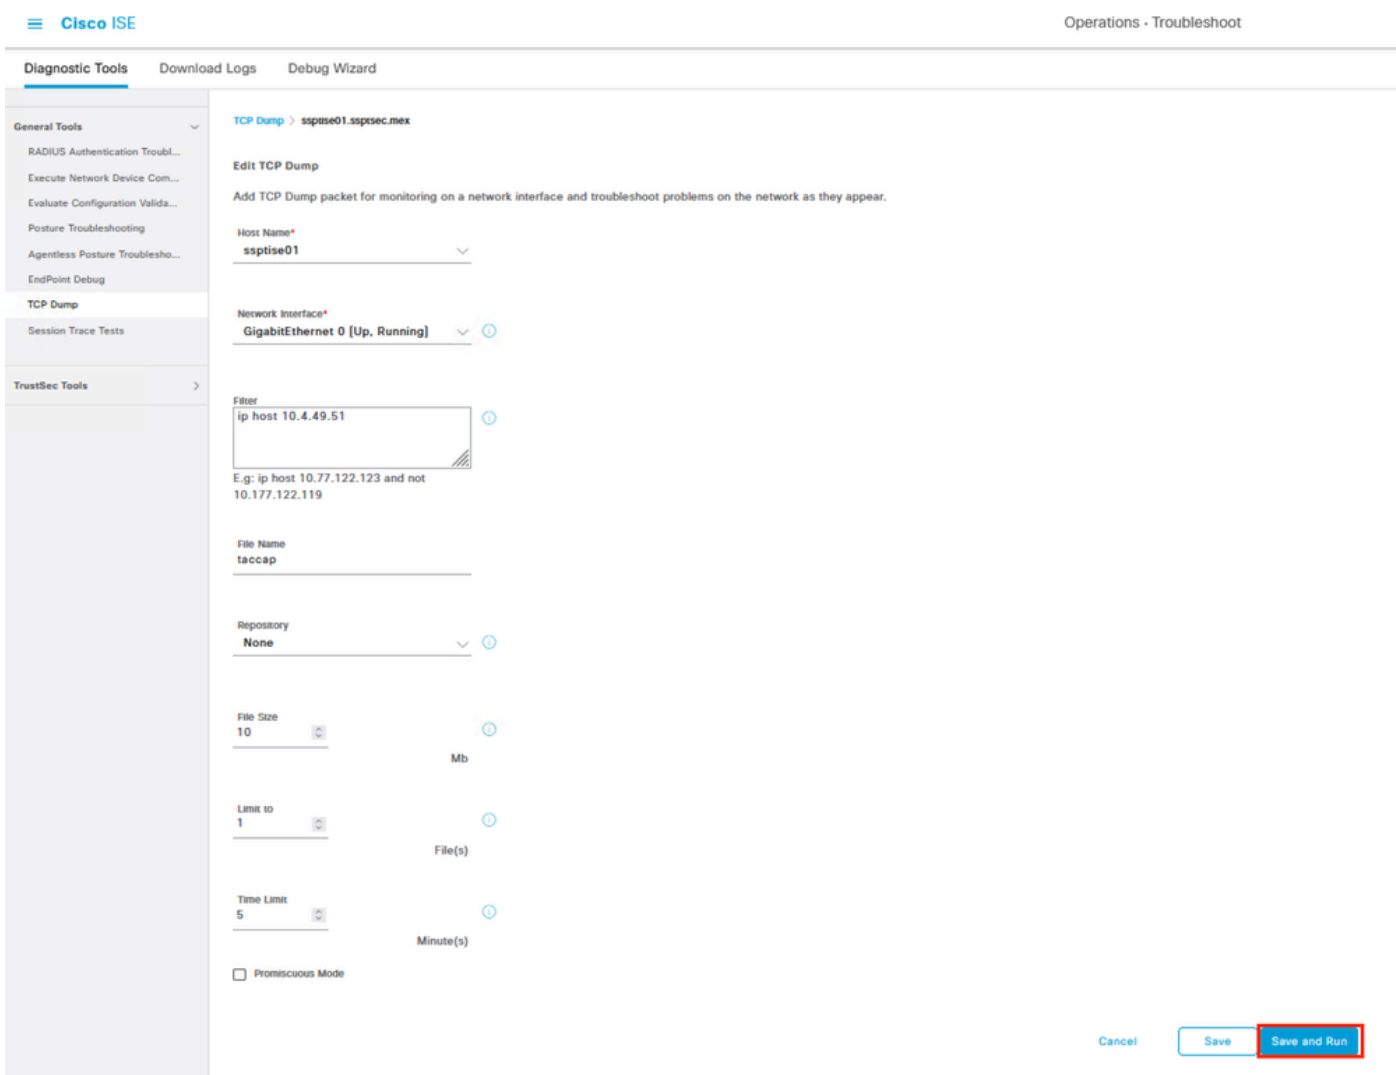 Cisco ISE
Operations · Troubleshoot
Diagnostic Tools
Download Logs
Debug Wizard
General Tools
RADIUS Authentication Troubl...
Execute Network Device Com...
Evaluate Configuration Valida...
Posture Troubleshooting
Agentless Posture Troublesho...
EndPoint Debug
TCP Dump
Session Trace Tests
TrustSec Tools
TCP Dump > ssptise01.ssptsec.mex
Edit TCP Dump
Add TCP Dump packet for monitoring on a network interface and troubleshoot problems on the network as they appear.
Host Name*
ssptise01
Network Interface*
GigabitEthernet 0 [Up, Running]
Filter
ip host 10.4.49.51
E.g: ip host 10.77.122.123 and not
10.177.122.119
File Name
taccap
Repository
None
File Size
10
Mb
Limit to
1
File(s)
Time Limit
5
Minute(s)
Promiscuous Mode
Cancel
Save
Save and Run